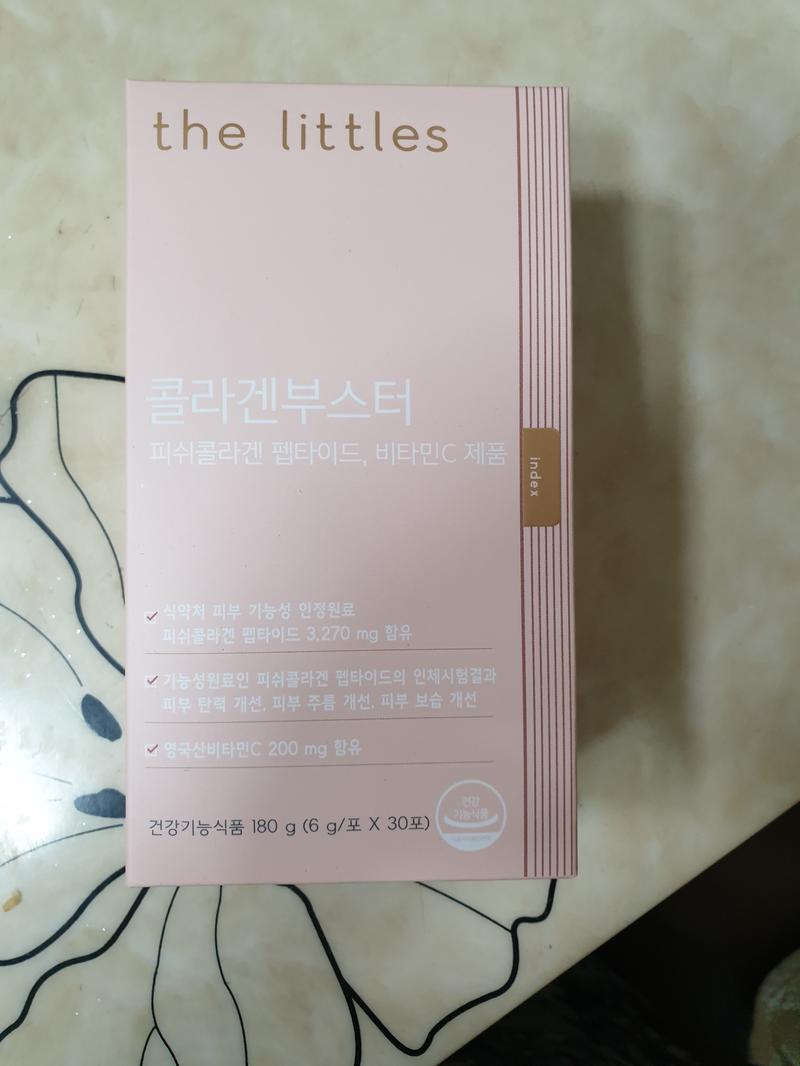 the littles
콜라겐부스터
피쉬콜라겐 펩타이드, 비타민C 제품
index
식약처 피부 기능성 인정원료
피쉬콜라겐 펩타이드 3,270 mg 함유
기능성원료인 피쉬콜라겐 펩타이드의 인체시험결과
피부 탄력 개선, 피부 주름 개선, 피부 보습 개선
영국산비타민C 200 mg 함유
건강기능식품 180 g (6 g/포 X 30포)
건강
기능식품